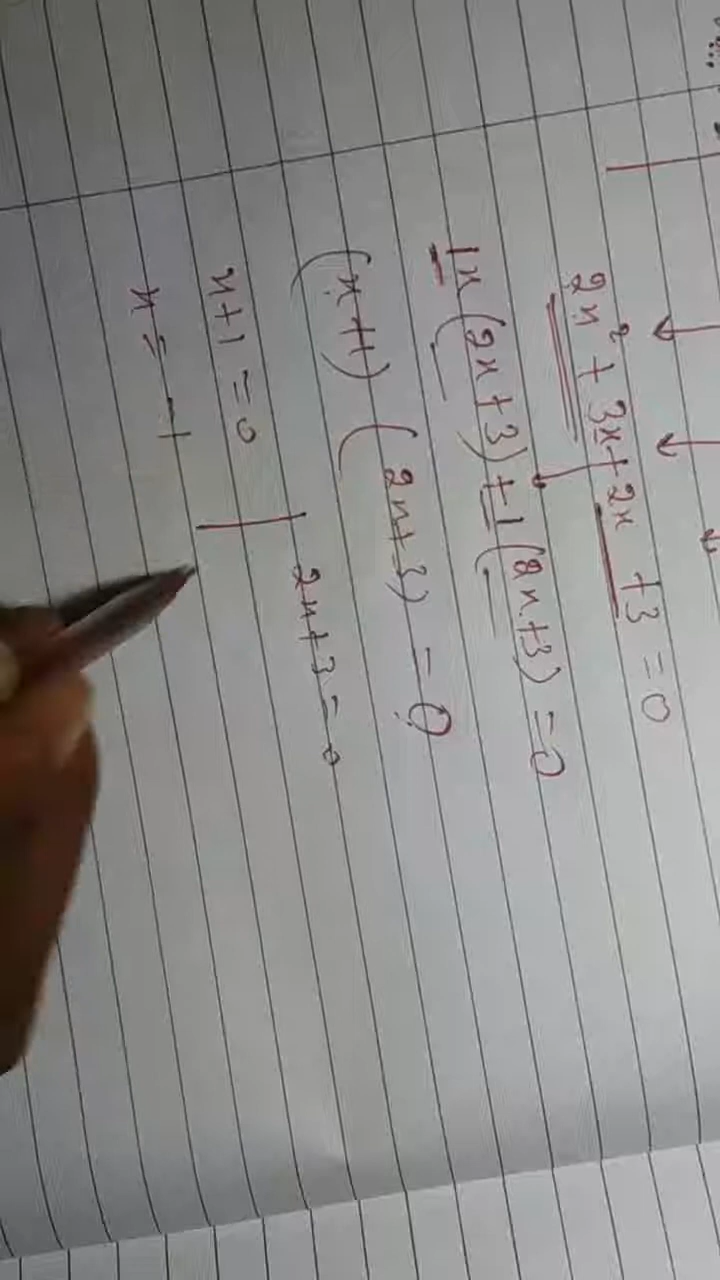 2x² + 3x + 2x + 3 = 0
1x (2x+3) + 1 (2x+3) = 0
(x+1) (2x+3) = 0
x+1 = 0 | 2x+3 = 0
x = -1